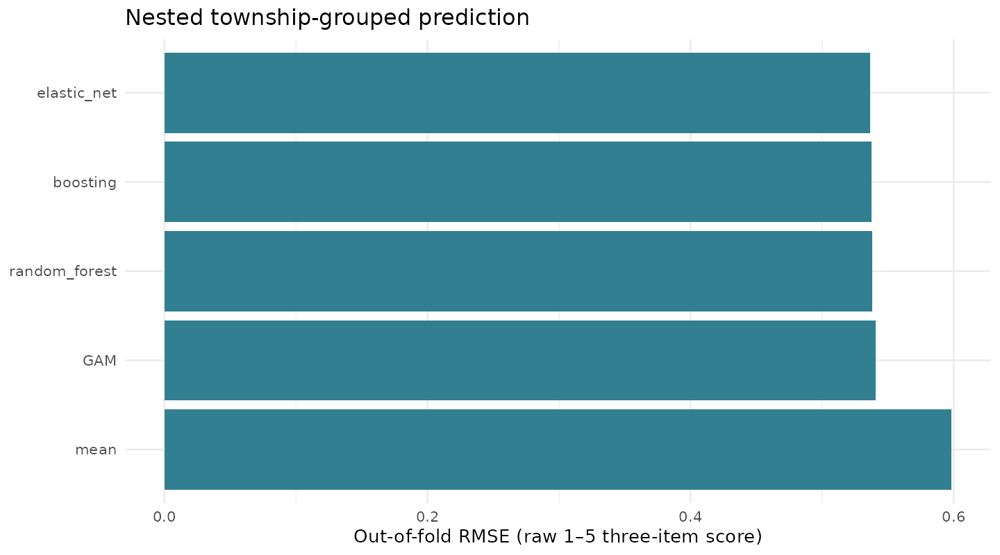 Nested township-grouped prediction
elastic_net
boosting
random_forest
GAM
mean
0.0 0.2 0.4 0.6
Out-of-fold RMSE (raw 1–5 three-item score)